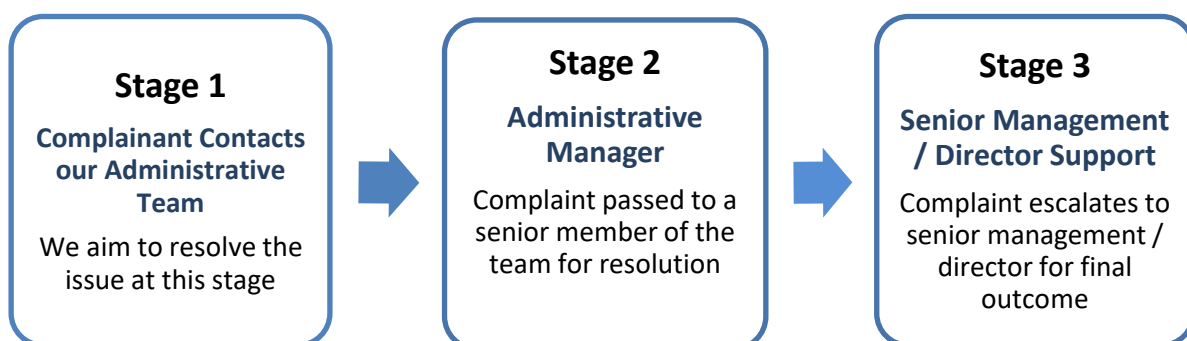 Stage 1
Complainant Contacts
our Administrative
Team
We aim to resolve the
issue at this stage
Stage 2
Administrative
Manager
Complaint passed to a
senior member of the
team for resolution
Stage 3
Senior Management
/ Director Support
Complaint escalates to
senior management /
director for final
outcome